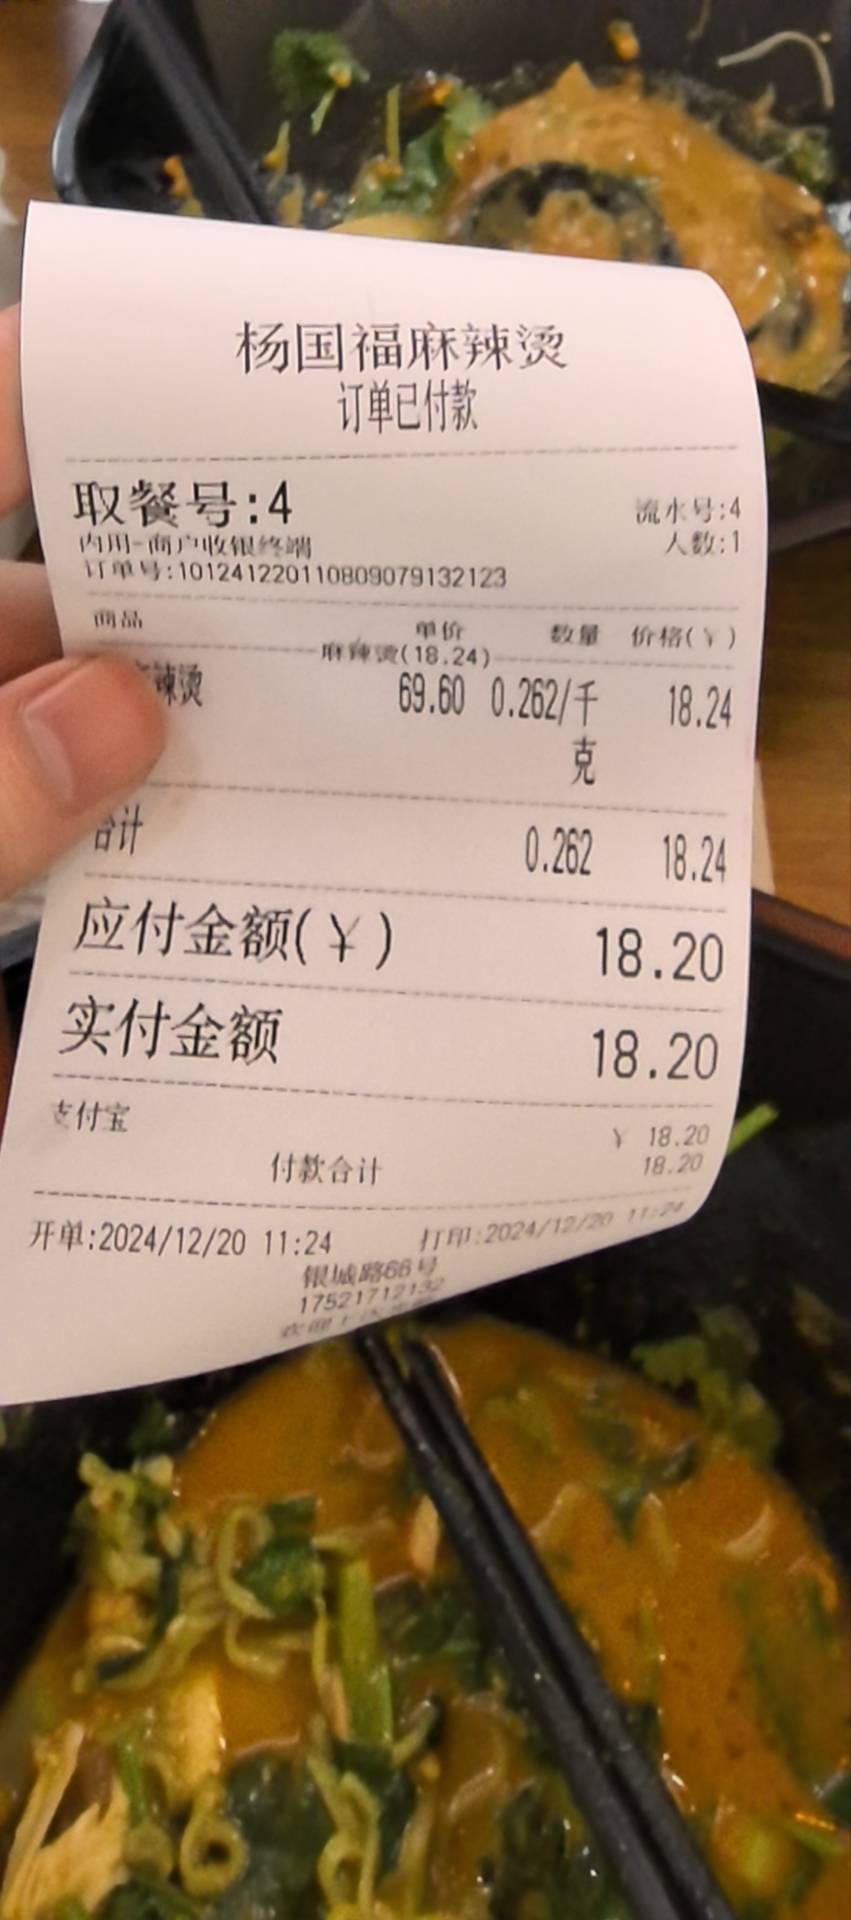 杨国福麻辣烫
订单已付款
取餐号:4
流水号:4
内用-商户收银终端
人数:1
订单号:101241220110809079132123
商品 单价 数量 价格(￥)
麻辣烫(18.24)
辣烫 69.60 0.262/千克 18.24
合计 0.262 18.24
应付金额(￥) 18.20
实付金额 18.20
支付宝 ￥ 18.20
付款合计 18.20
开单:2024/12/20 11:24 打印:2024/12/20 11:24
银城路66号
17521712132